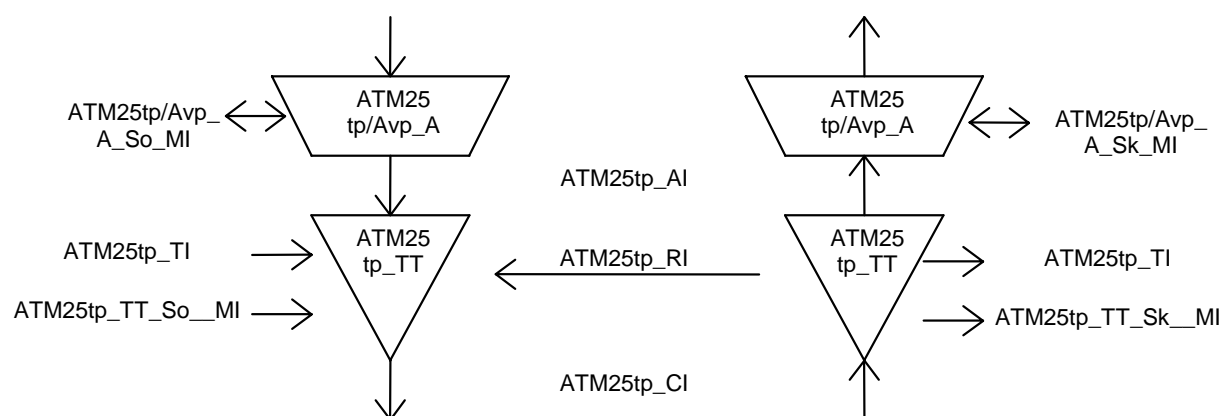 ATM25
tp/Avp_A
ATM25
tp/Avp_A
ATM25tp/Avp_
A_So_MI
ATM25tp/Avp_
A_Sk_MI
ATM25tp_AI
ATM25
tp_TT
ATM25
tp_TT
ATM25tp_TI
ATM25tp_RI
ATM25tp_TI
ATM25tp_TT_So__MI
ATM25tp_TT_Sk__MI
ATM25tp_CI